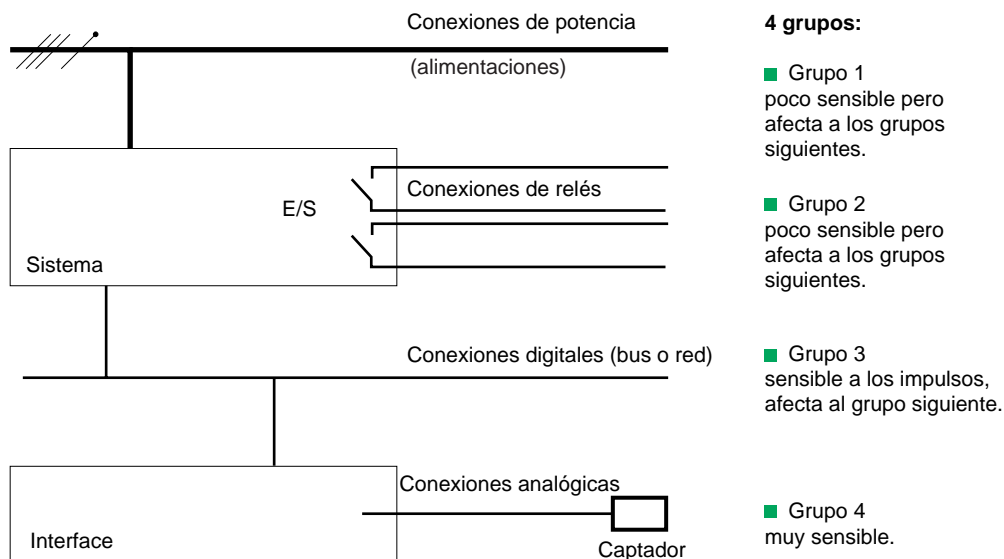 Conexiones de potencia
(alimentaciones)
4 grupos:
Grupo 1
poco sensible pero
afecta a los grupos
siguientes.
E/S
Conexiones de relés
Sistema
Grupo 2
poco sensible pero
afecta a los grupos
siguientes.
Conexiones digitales (bus o red)
Grupo 3
sensible a los impulsos,
afecta al grupo siguiente.
Conexiones analógicas
Interface
Captador
Grupo 4
muy sensible.